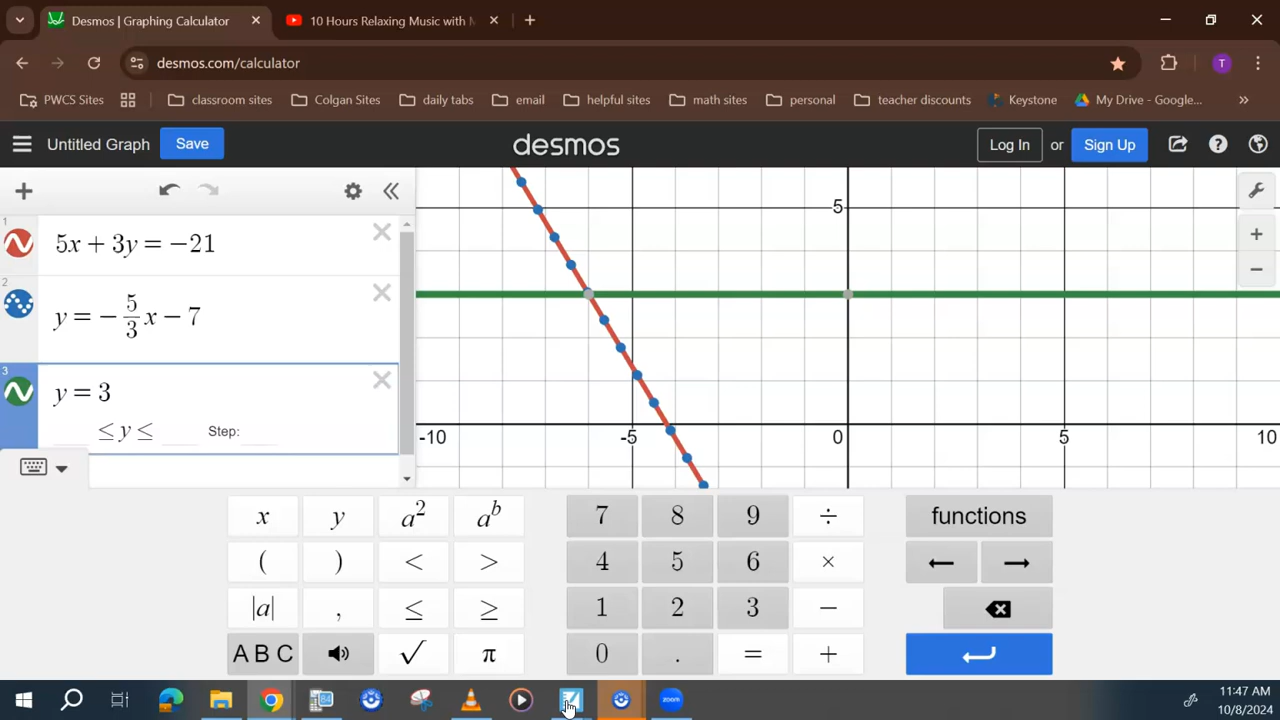 Desmos | Graphing Calculator
10 Hours Relaxing Music with
desmos.com/calculator
T
PWCS Sites
classroom sites
Colgan Sites
daily tabs
email
helpful sites
math sites
personal
teacher discounts
Keystone
My Drive - Google...
Untitled Graph
Save
desmos
Log In
or
Sign Up
1
5x + 3y = −21
2
y = −5/3x − 7
3
y = 3
≤ y ≤ Step:
5
-10
-5
0
5
10
x y a² aᵇ 7 8 9 ÷ functions
( ) < > 4 5 6 × ← →
|a| , ≤ ≥ 1 2 3 −
A B C √ π 0 . = +
zoom
11:47 AM
10/8/2024